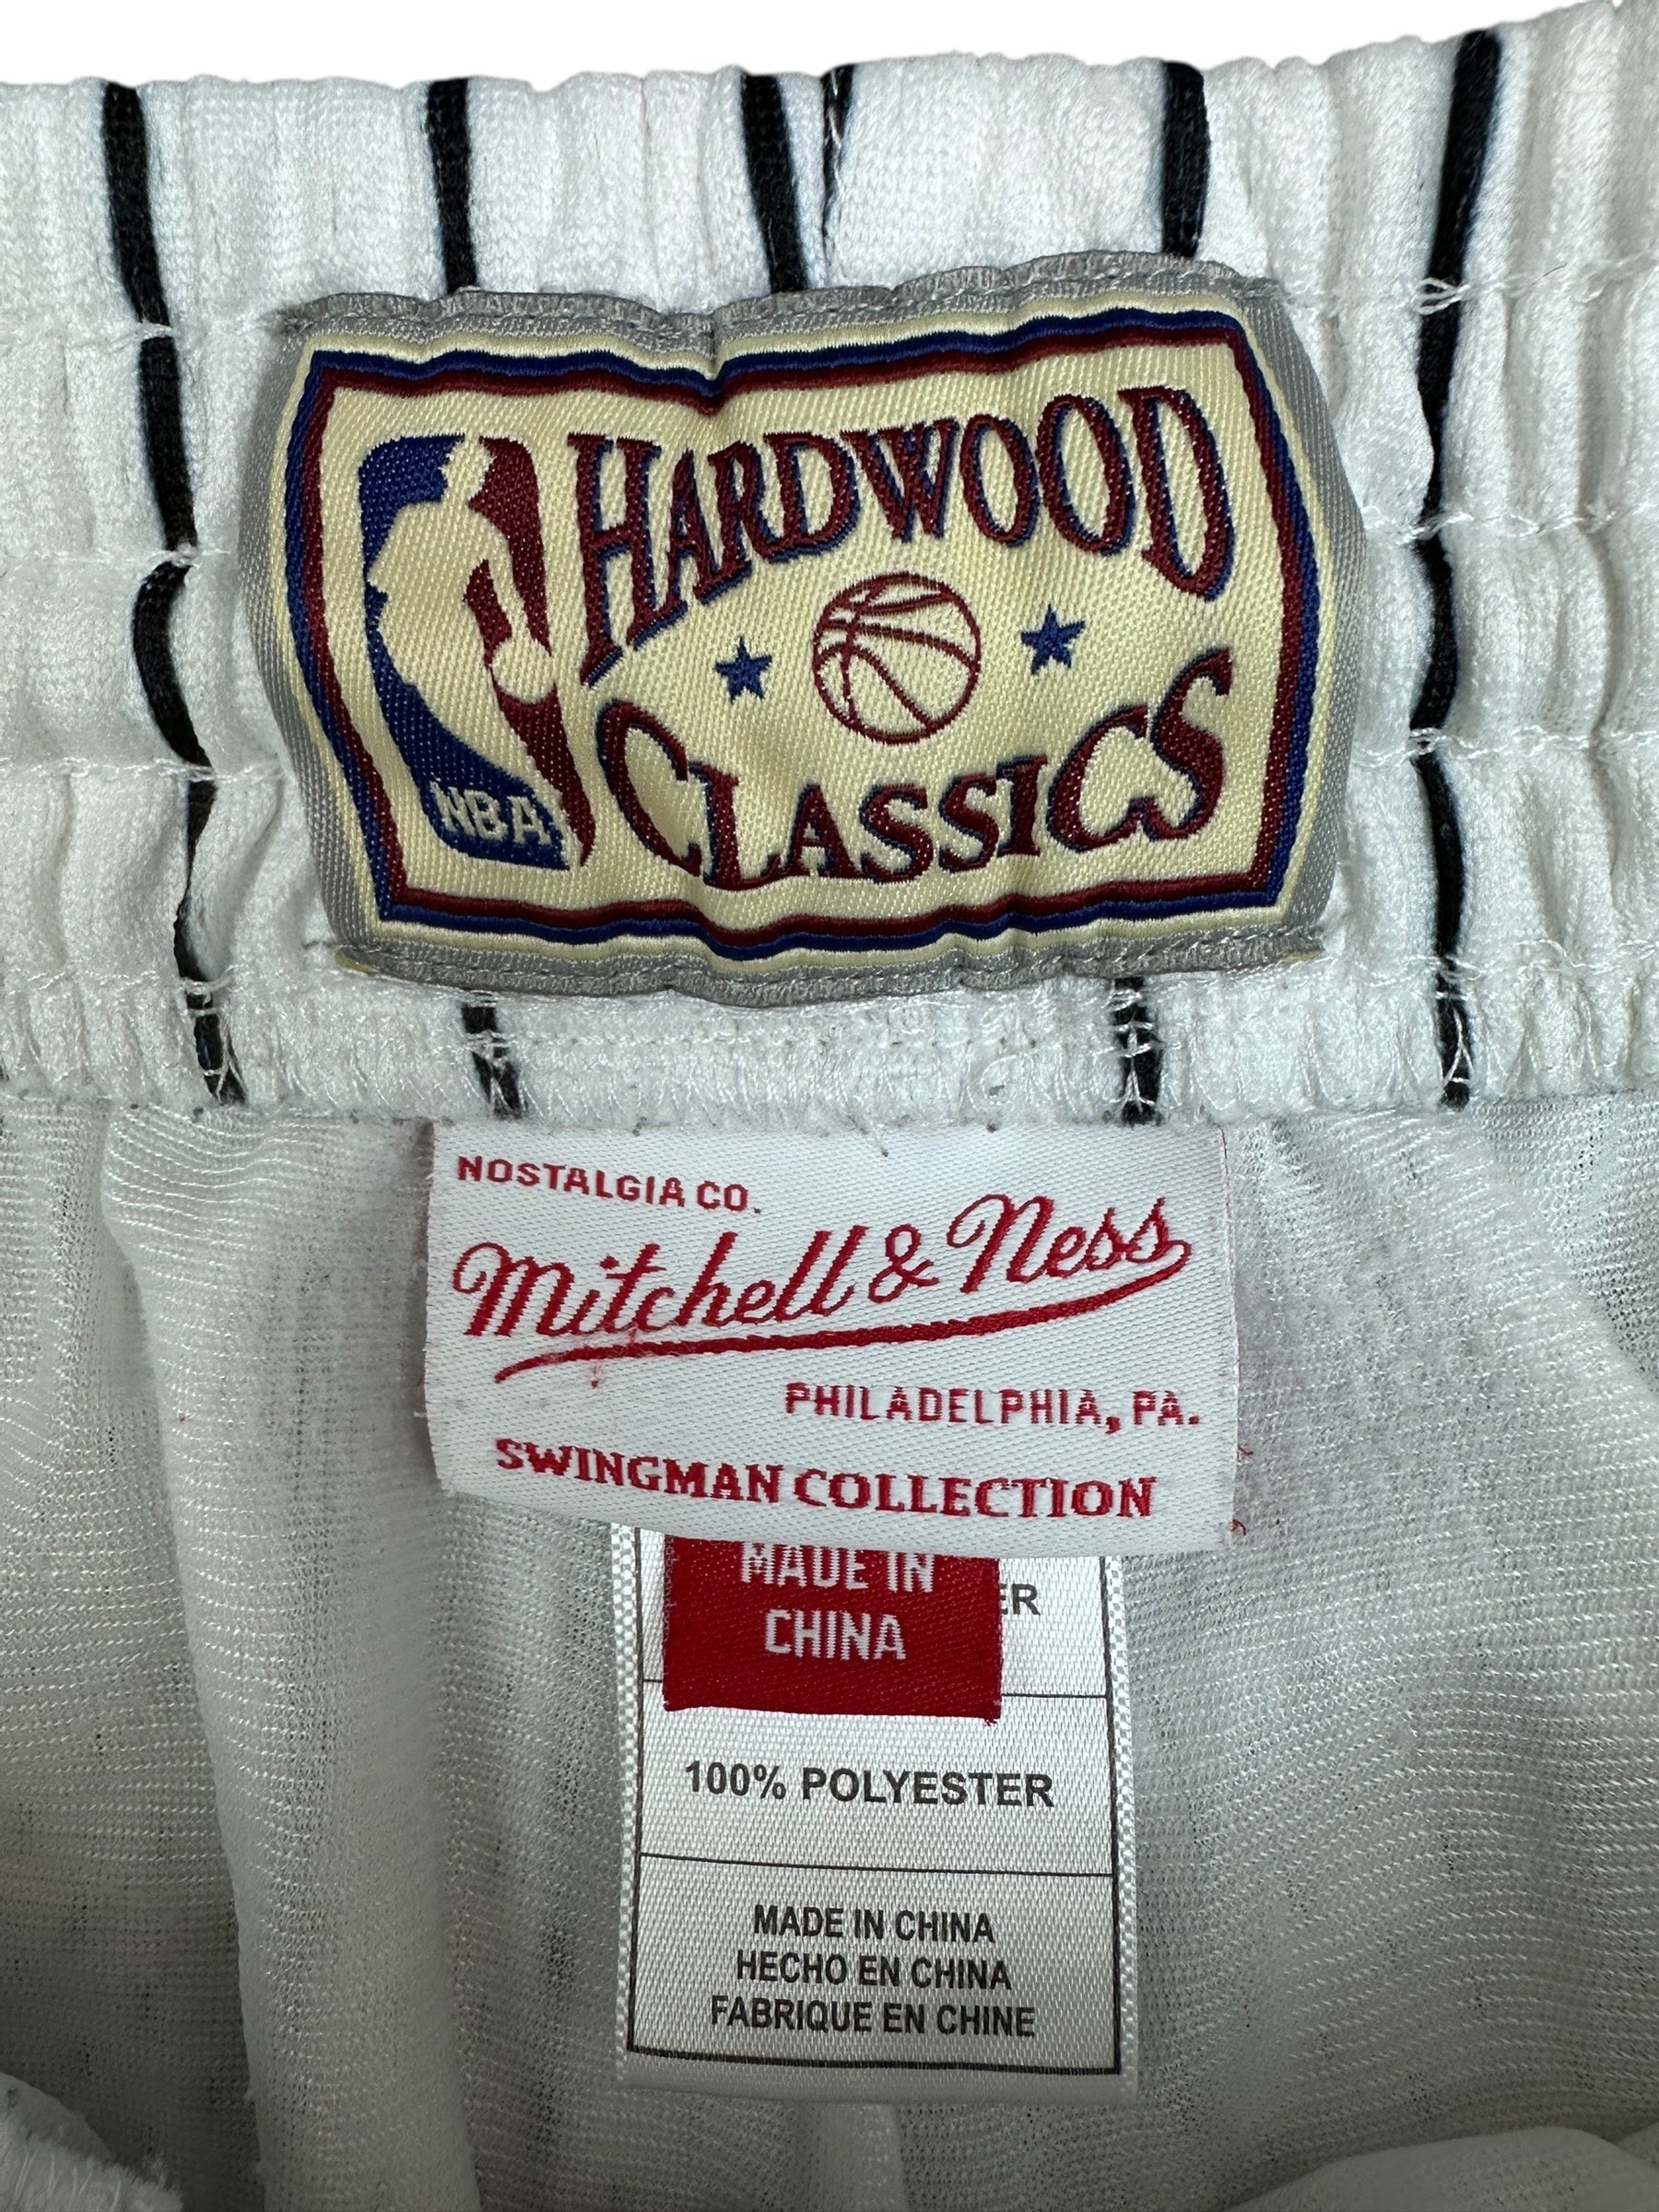 HARDWOOD
CLASSICS
NBA
NOSTALGIA CO.
Mitchell & Ness
PHILADELPHIA, PA.
SWINGMAN COLLECTION
MADE IN
CHINA
100% POLYESTER
MADE IN CHINA
HECHO EN CHINA
FABRIQUE EN CHINE